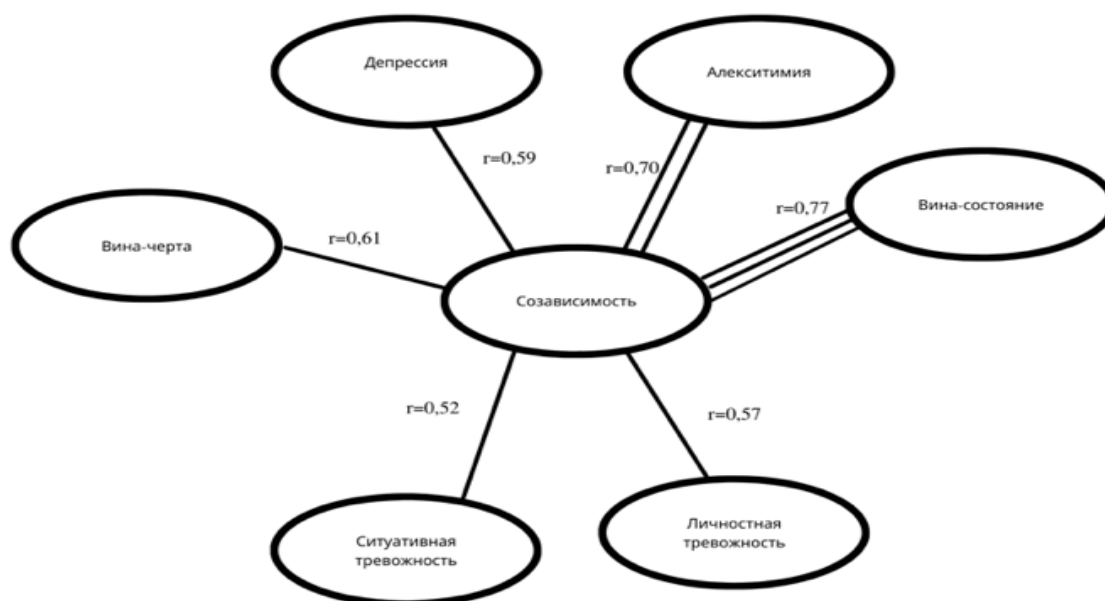 Депрессия
Алекситимия
r=0,59
r=0,70
Вина-состояние
r=0,77
Вина-черта
r=0,61
Созависимость
r=0,52
r=0,57
Ситуативная
тревожность
Личностная
тревожность